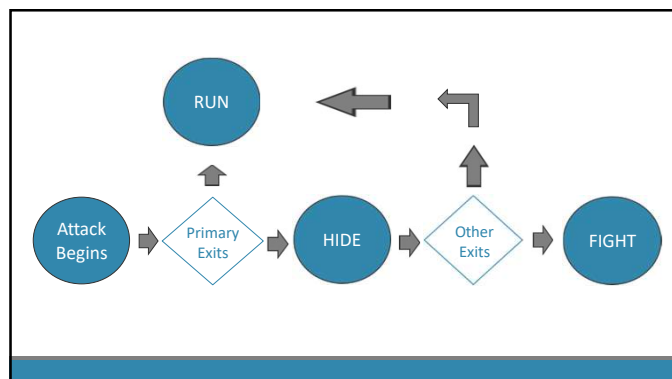 RUN
Attack
Begins
Primary
Exits
HIDE
Other
Exits
FIGHT